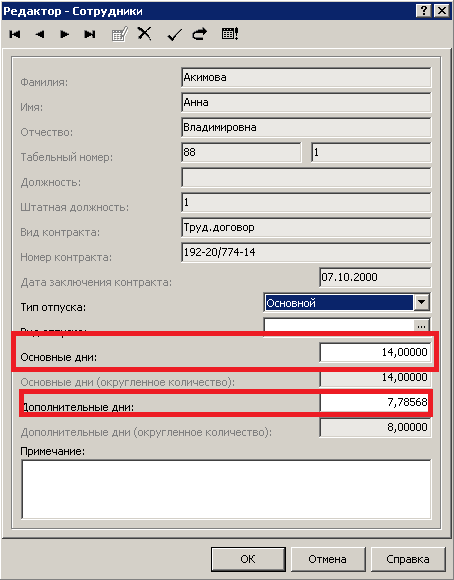 Редактор - Сотрудники
Фамилия: Акимова
Имя: Анна
Отчество: Владимировна
Табельный номер: 88 1
Должность:
Штатная должность: 1
Вид контракта: Труд.договор
Номер контракта: 192-20/774-14
Дата заключения контракта: 07.10.2000
Тип отпуска: Основной
Вид отпуска: ...
Основные дни: 14,00000
Основные дни (округленное количество): 14,00000
Дополнительные дни: 7,78568
Дополнительные дни (округленное количество): 8,00000
Примечание:
OK Отмена Справка